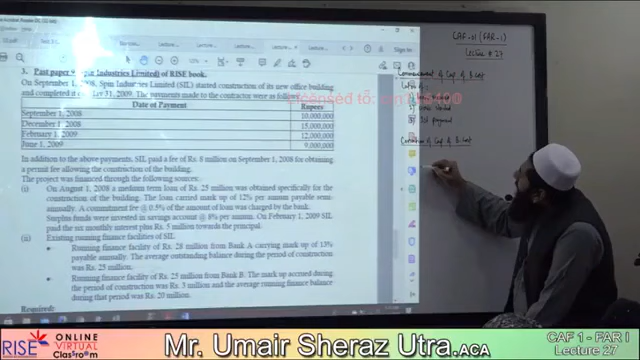 3. Past paper 9 Spin Industries Limited) of RISE book.
On September 1, 2008, Spin Industries Limited (SIL) started construction of its new office building
and completed it on 31, 2009. The payments made to the contractor were as
Date of Payment Rupees
September 1, 2008 10,000,000
December 1, 2008 15,000,000
February 1, 2009 12,000,000
June 1, 2009 9,000,000
In addition to the above payments, SIL paid a fee of Rs. 8 million on September 1, 2008 for obtaining
a permit fee allowing the construction of the building.
The project was financed through the following sources:
(i) On August 1, 2008 a medium term loan of Rs. 25 million was obtained specifically for the
construction of the building. The loan carried mark up of 12% per annum payable semi-
annually. A commitment fee @ 0.5% of the amount of loan was charged by the bank.
Surplus funds were invested in saving account @ 8% per annum. On February 1, 2009 SIL
paid the six monthly interest plus Rs. 5 million towards the principal.
(ii) Existing running finance facilities of SIL
• Running finance facility of Rs. 28 million from Bank A carrying mark up of 13%
payable annually. The average outstanding balance during the period of construction
was Rs. 25 million.
• Running finance facility of Rs. 25 million from Bank B. The mark up accrued during
the period of construction was Rs. 3 million and the average running finance balance
during that period was Rs. 20 million.
Required:
Licensed to:
Sign In
CAF-01 (FAR-1)
Lecture # 27
Commencement of Cap. of B.Cost
1)
2)
3) 1st payment
of Cap. of B.Cost
RISE
ONLINE
VIRTUAL
Classroom
Mr. Umair Sheraz Utra.ACA
CAF 1 - FAR I
Lecture 27